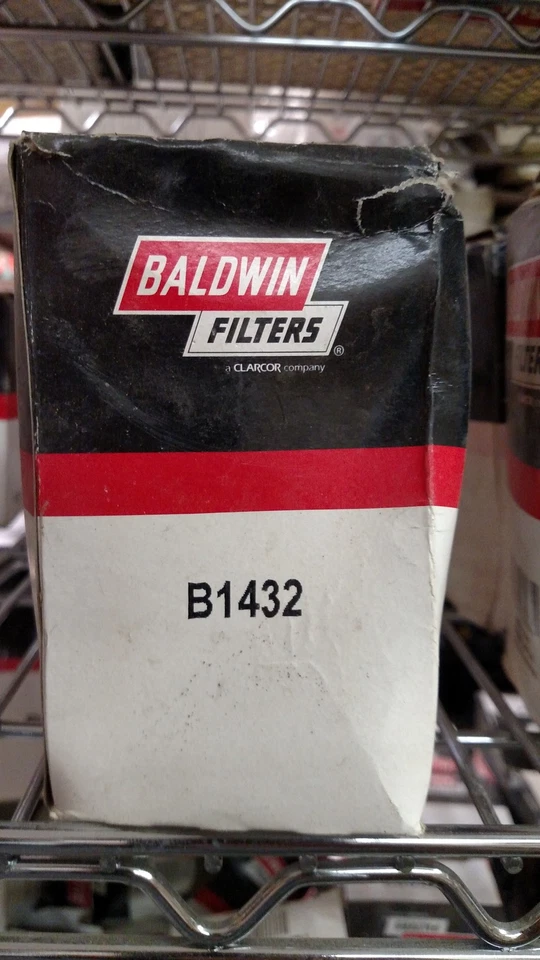 BALDWIN
FILTERS
®
a CLARCOR company
B1432